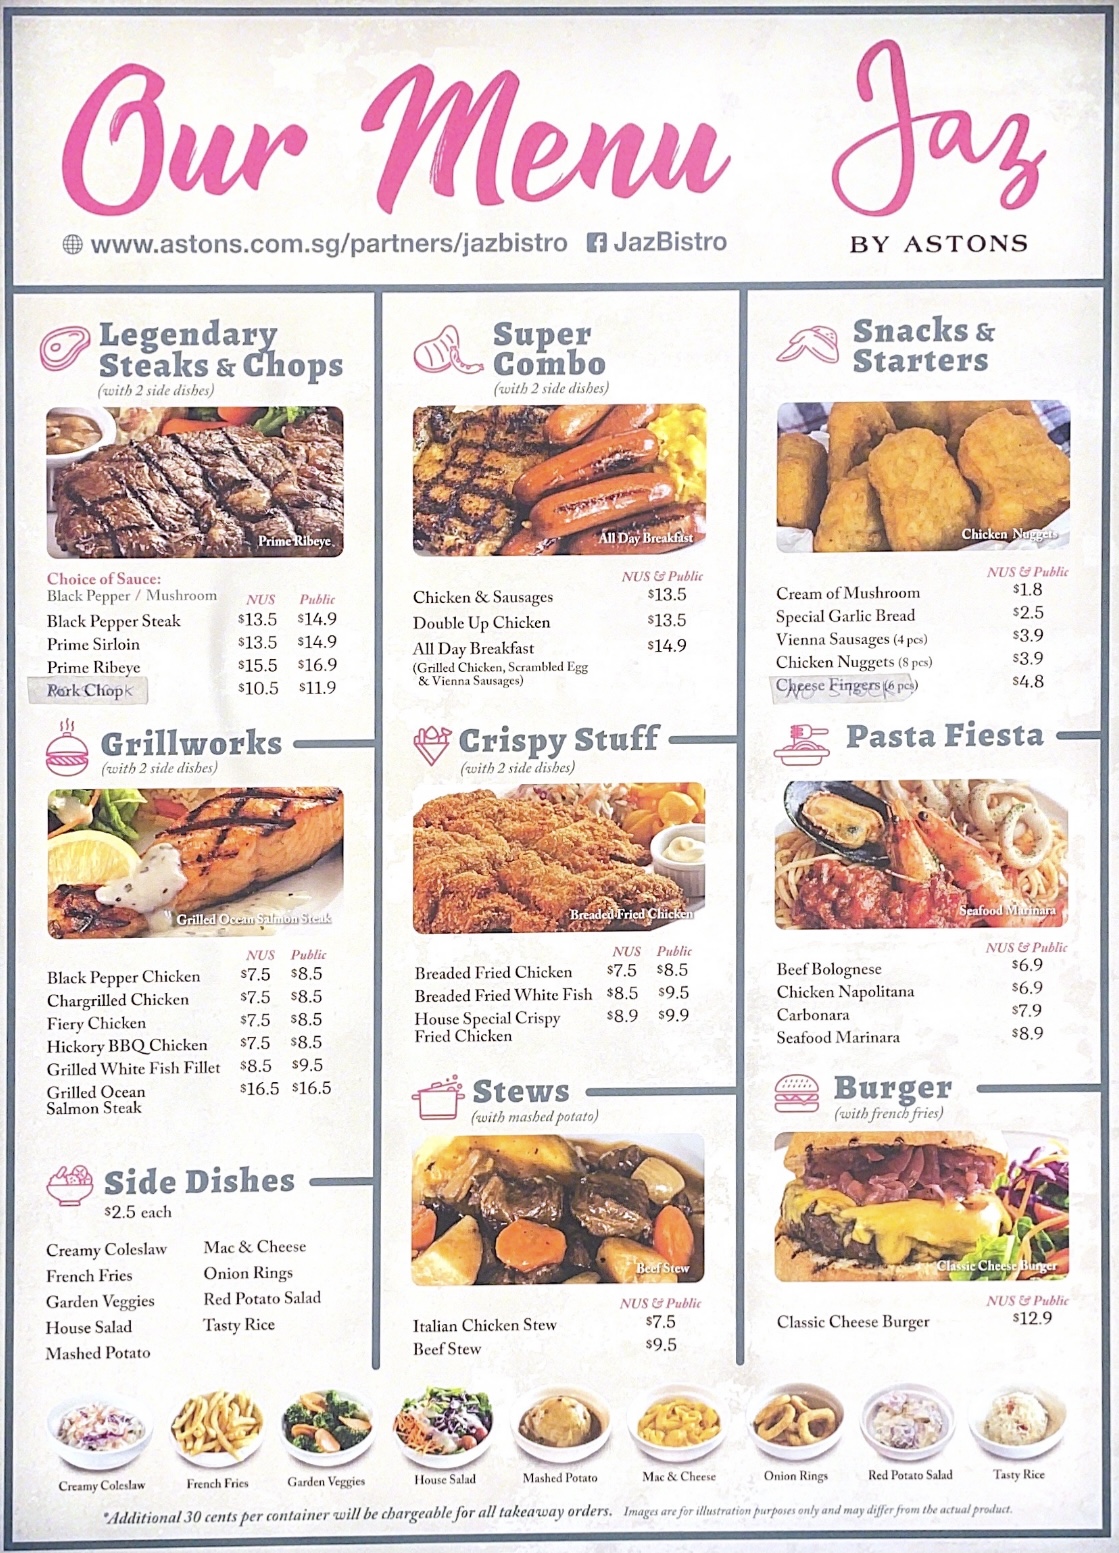 Our Menu
Jaz
BY ASTONS
www.astons.com.sg/partners/jazbistro JazBistro
Legendary
Steaks & Chops
(with 2 side dishes)
Prime Ribeye
Choice of Sauce:
Black Pepper / Mushroom NUS Public
Black Pepper Steak $13.5 $14.9
Prime Sirloin $13.5 $14.9
Prime Ribeye $15.5 $16.9
Pork Chop $10.5 $11.9
Grillworks
(with 2 side dishes)
Grilled Ocean Salmon Steak
NUS Public
Black Pepper Chicken $7.5 $8.5
Chargrilled Chicken $7.5 $8.5
Fiery Chicken $7.5 $8.5
Hickory BBQ Chicken $7.5 $8.5
Grilled White Fish Fillet $8.5 $9.5
Grilled Ocean $16.5 $16.5
Salmon Steak
Side Dishes
$2.5 each
Creamy Coleslaw Mac & Cheese
French Fries Onion Rings
Garden Veggies Red Potato Salad
House Salad Tasty Rice
Mashed Potato
Super
Combo
(with 2 side dishes)
All Day Breakfast
NUS & Public
Chicken & Sausages $13.5
Double Up Chicken $13.5
All Day Breakfast $14.9
(Grilled Chicken, Scrambled Egg
& Vienna Sausages)
Crispy Stuff
(with 2 side dishes)
Breaded Fried Chicken
NUS Public
Breaded Fried Chicken $7.5 $8.5
Breaded Fried White Fish $8.5 $9.5
House Special Crispy $8.9 $9.9
Fried Chicken
Stews
(with mashed potato)
Beef Stew
NUS & Public
Italian Chicken Stew $7.5
Beef Stew $9.5
Snacks &
Starters
Chicken Nuggets
NUS & Public
Cream of Mushroom $1.8
Special Garlic Bread $2.5
Vienna Sausages (4 pcs) $3.9
Chicken Nuggets (8 pcs) $3.9
Cheese Fingers (6 pcs) $4.8
Pasta Fiesta
Seafood Marinara
NUS & Public
Beef Bolognese $6.9
Chicken Napolitana $6.9
Carbonara $7.9
Seafood Marinara $8.9
Burger
(with french fries)
Classic Cheese Burger
NUS & Public
Classic Cheese Burger $12.9
Creamy Coleslaw French Fries Garden Veggies House Salad Mashed Potato Mac & Cheese Onion Rings Red Potato Salad Tasty Rice
*Additional 30 cents per container will be chargeable for all takeaway orders. Images are for illustration purposes only and may differ from the actual product.